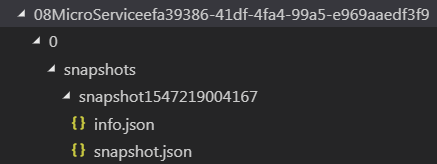 08MicroServiceefa39386-41df-4fa4-99a5-e969aaedf3f9
0
snapshots
snapshot1547219004167
{} info.json
{} snapshot.json